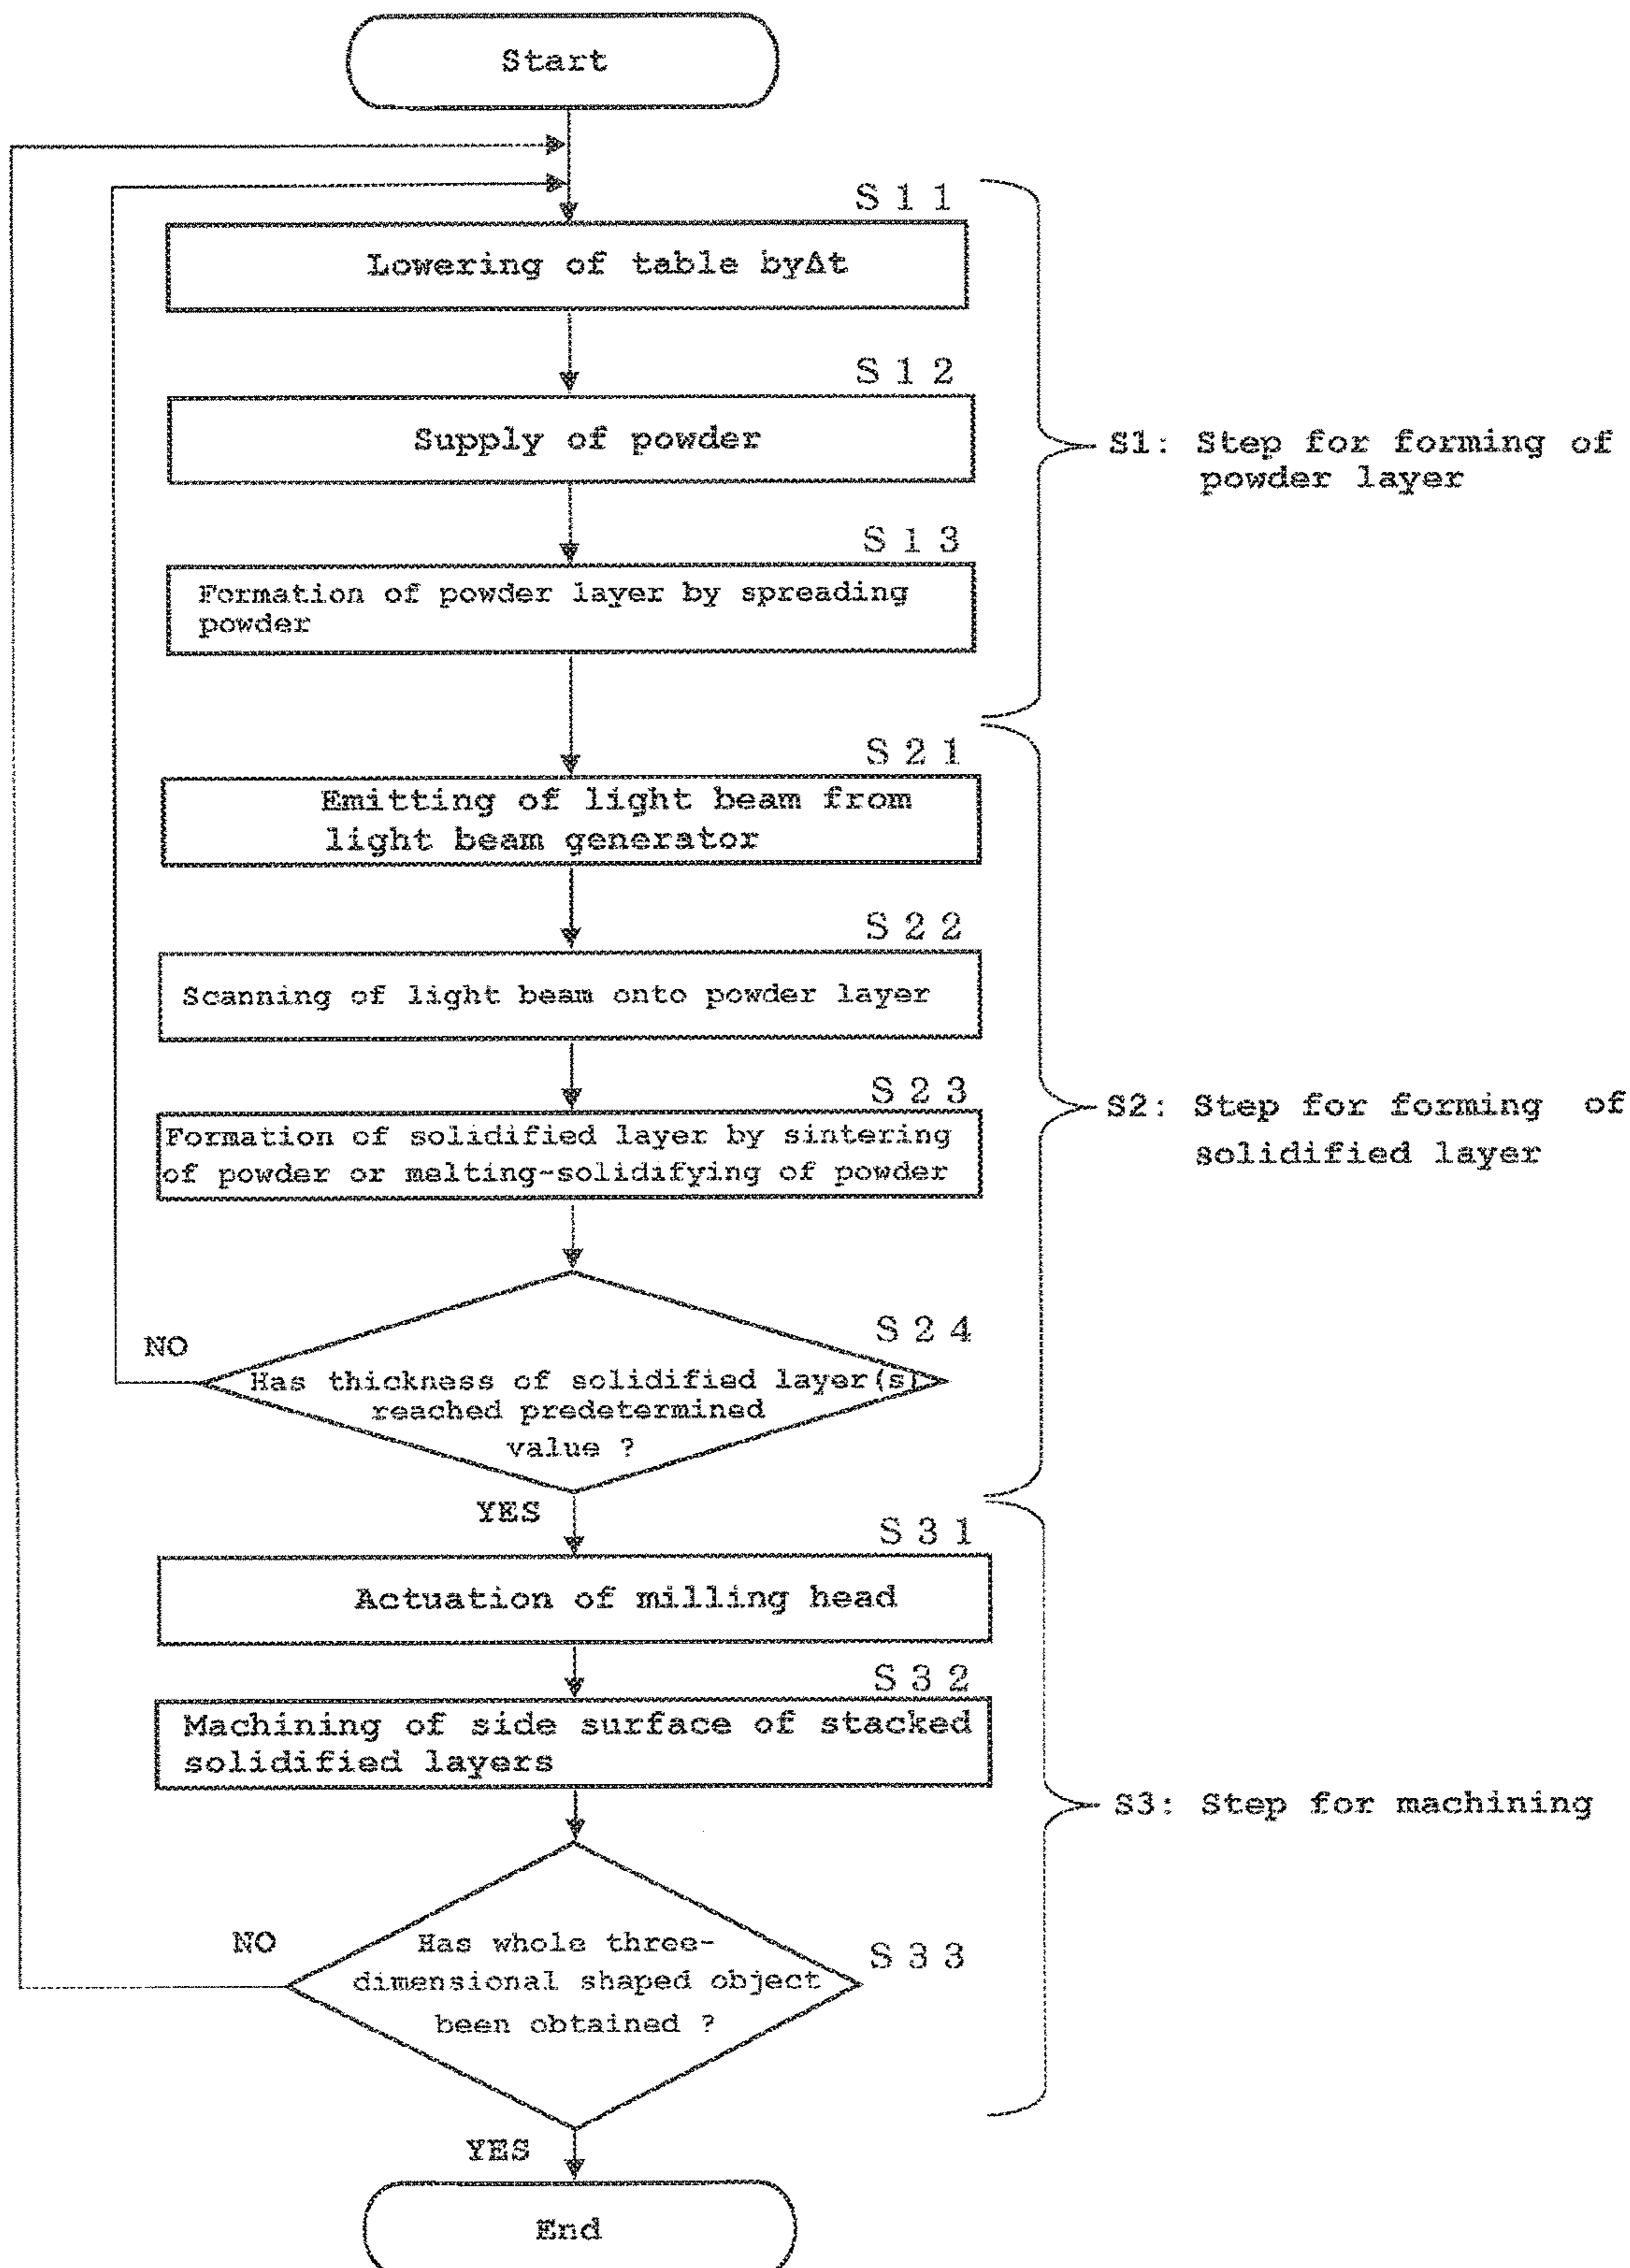 Start
S11
Lowering of table byΔt
S12
Supply of powder
S1: Step for forming of
powder layer
S13
Formation of powder layer by spreading
powder
S21
Emitting of light beam from
light beam generator
S22
Scanning of light beam onto powder layer
S23
Formation of solidified layer by sintering
of powder or melting-solidifying of powder
S2: Step for forming of
solidified layer
S24
NO
Has thickness of solidified layer(s)
reached predetermined
value ?
YES
S31
Actuation of milling head
S32
Machining of side surface of stacked
solidified layers
S3: Step for machining
NO
S33
Has whole three-
dimensional shaped object
been obtained ?
YES
End